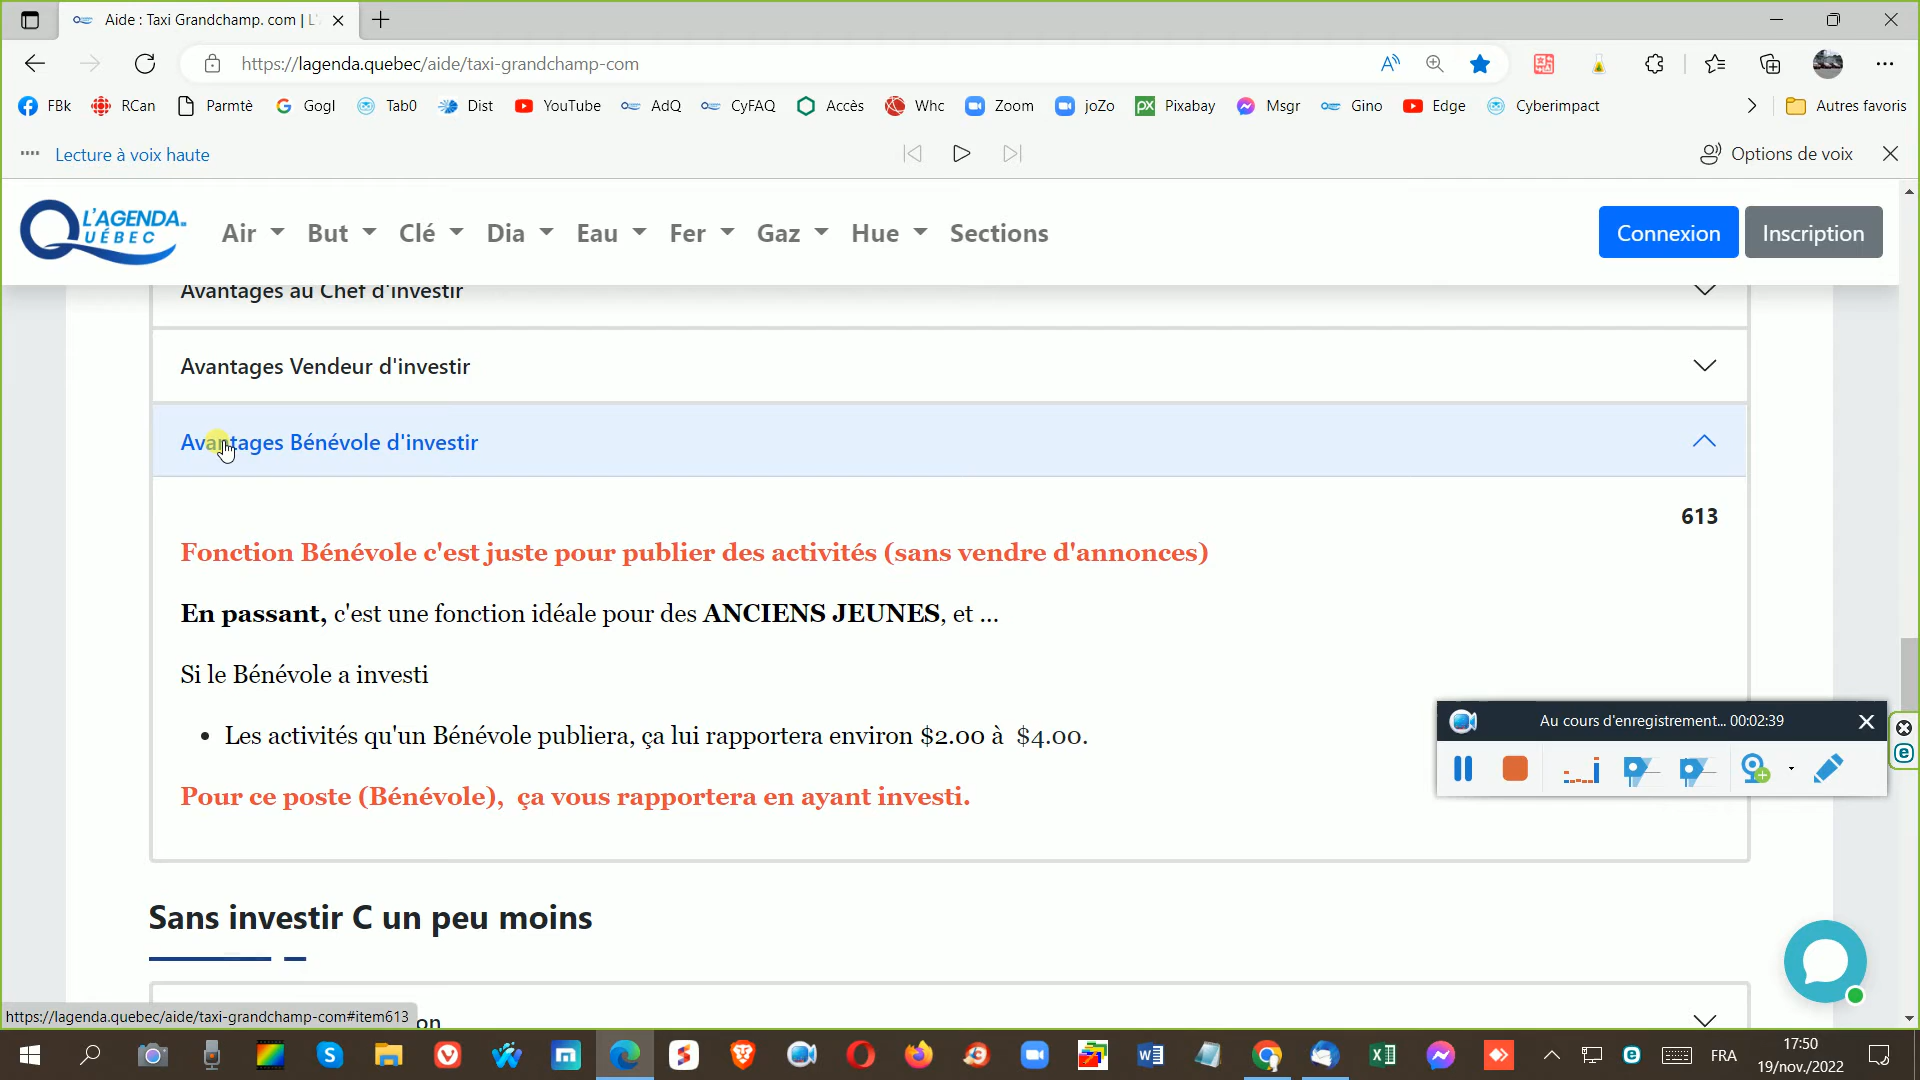 Aide : Taxi Grandchamp. com | L'
https://lagenda.quebec/aide/taxi-grandchamp-com
FBk RCan Parmtè Gogl Tab0 Dist YouTube AdQ CyFAQ Accès Whc Zoom joZo Pixabay Msgr Gino Edge Cyberimpact Autres favoris
Lecture à voix haute Options de voix
L'AGENDA
QUÉBEC
Air But Clé Dia Eau Fer Gaz Hue Sections Connexion Inscription
Avantages au Chef d'investir
Avantages Vendeur d'investir
Avantages Bénévole d'investir
613
Fonction Bénévole c'est juste pour publier des activités (sans vendre d'annonces)
En passant, c'est une fonction idéale pour des ANCIENS JEUNES, et ...
Si le Bénévole a investi
• Les activités qu'un Bénévole publiera, ça lui rapportera environ $2.00 à $4.00.
Au cours d'enregistrement... 00:02:39
Pour ce poste (Bénévole), ça vous rapportera en ayant investi.
Sans investir C un peu moins
https://lagenda.quebec/aide/taxi-grandchamp-com#item613
FRA
17:50
19/nov./2022